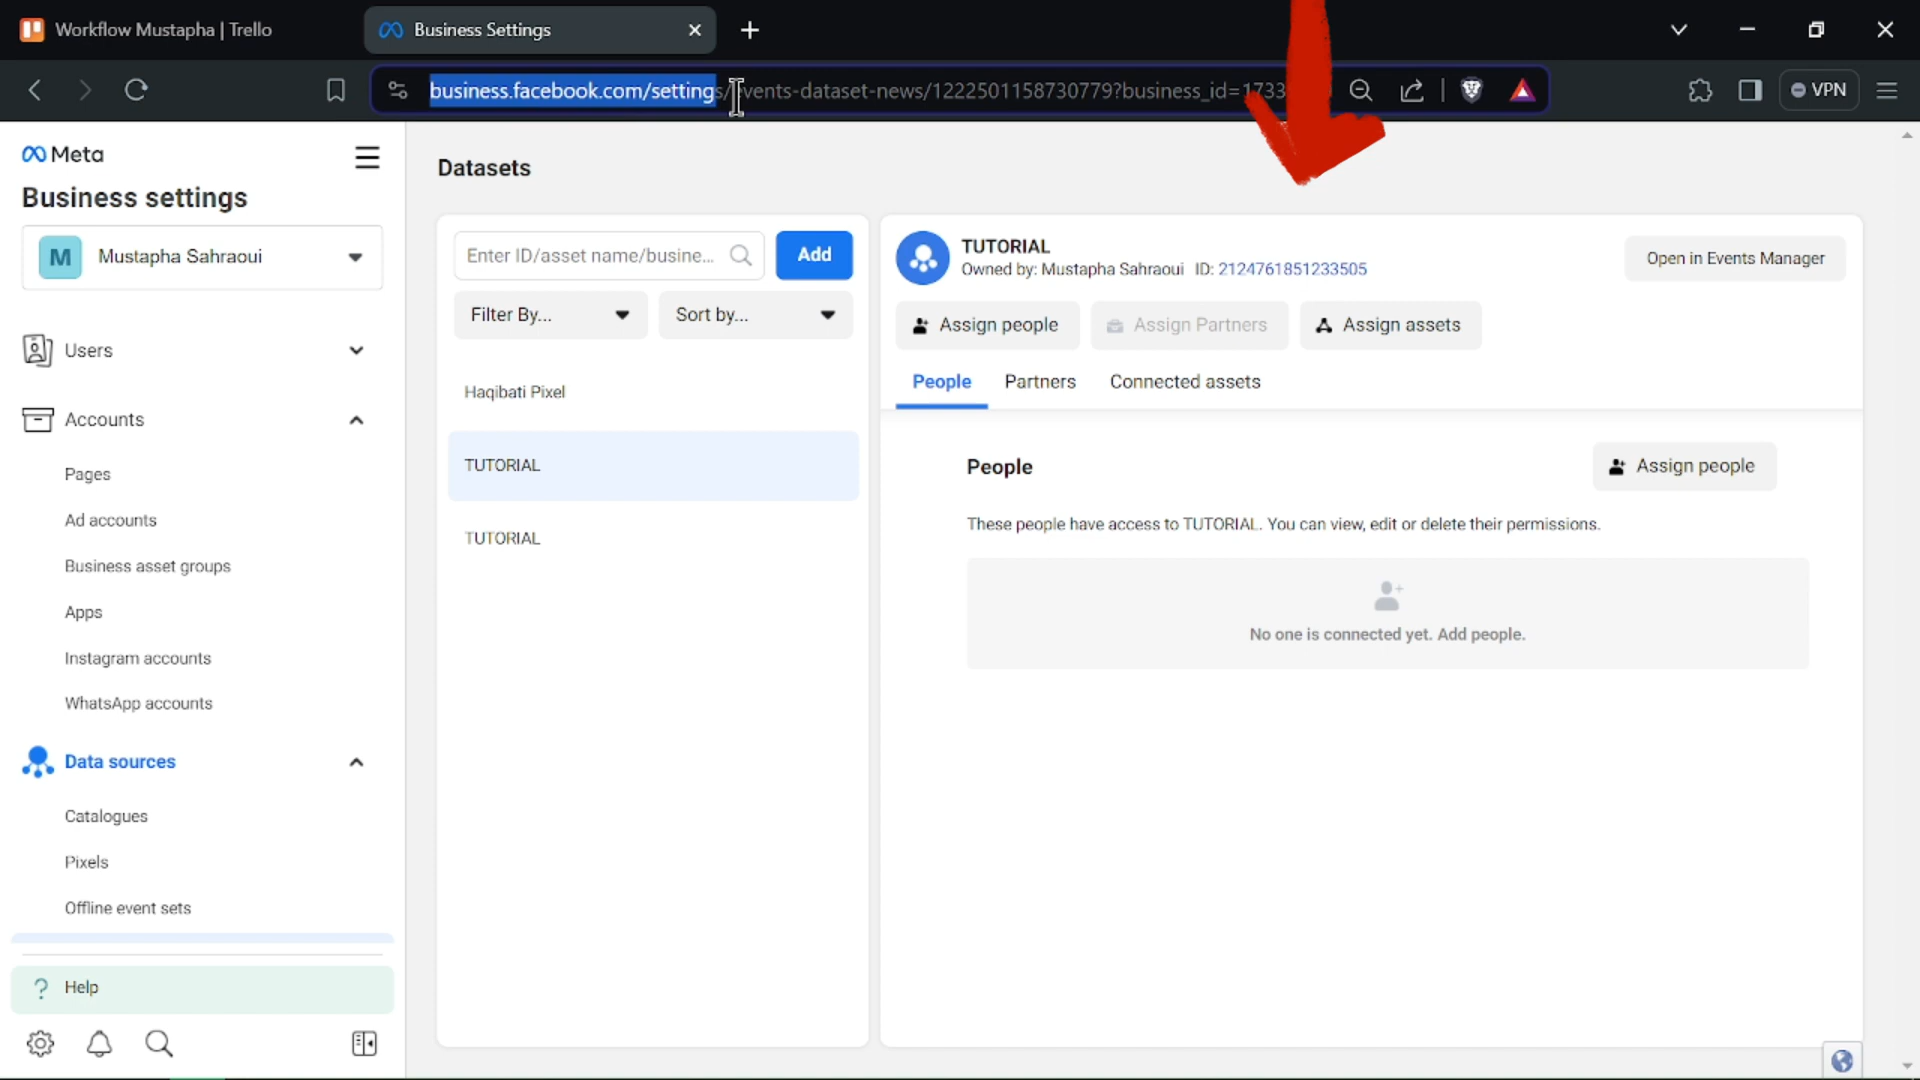 Workflow Mustapha | Trello
Business Settings
business.facebook.com/settings/events-dataset-news/1222501158730779?business_id=1733
VPN
Meta
Business settings
M
Mustapha Sahraoui
Users
Accounts
Pages
Ad accounts
Business asset groups
Apps
Instagram accounts
WhatsApp accounts
Data sources
Catalogues
Pixels
Offline event sets
? Help
Datasets
Enter ID/asset name/busine...
Add
Filter By...
Sort by...
Haqibati Pixel
TUTORIAL
TUTORIAL
TUTORIAL
Owned by: Mustapha Sahraoui ID: 2124761851233505
Open in Events Manager
Assign people
Assign Partners
Assign assets
People
Partners
Connected assets
People
Assign people
These people have access to TUTORIAL. You can view, edit or delete their permissions.
No one is connected yet. Add people.